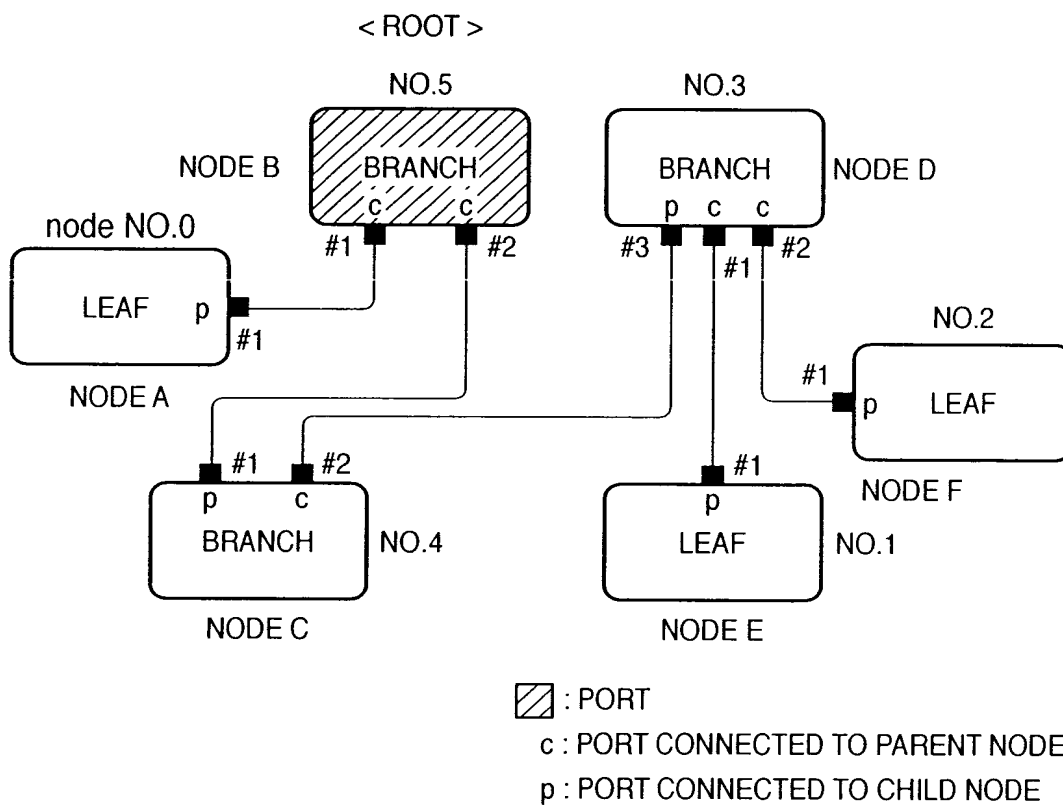 < ROOT >
NO.5
NO.3
NODE B
BRANCH
BRANCH
NODE D
c c
p c c
node NO.0
#1
#2
#3
#1
#2
LEAF p
#1
NO.2
NODE A
#1
p LEAF
#1
#2
#1
NODE F
p c
p
BRANCH
NO.4
LEAF
NO.1
NODE C
NODE E
: PORT
c : PORT CONNECTED TO PARENT NODE
p : PORT CONNECTED TO CHILD NODE